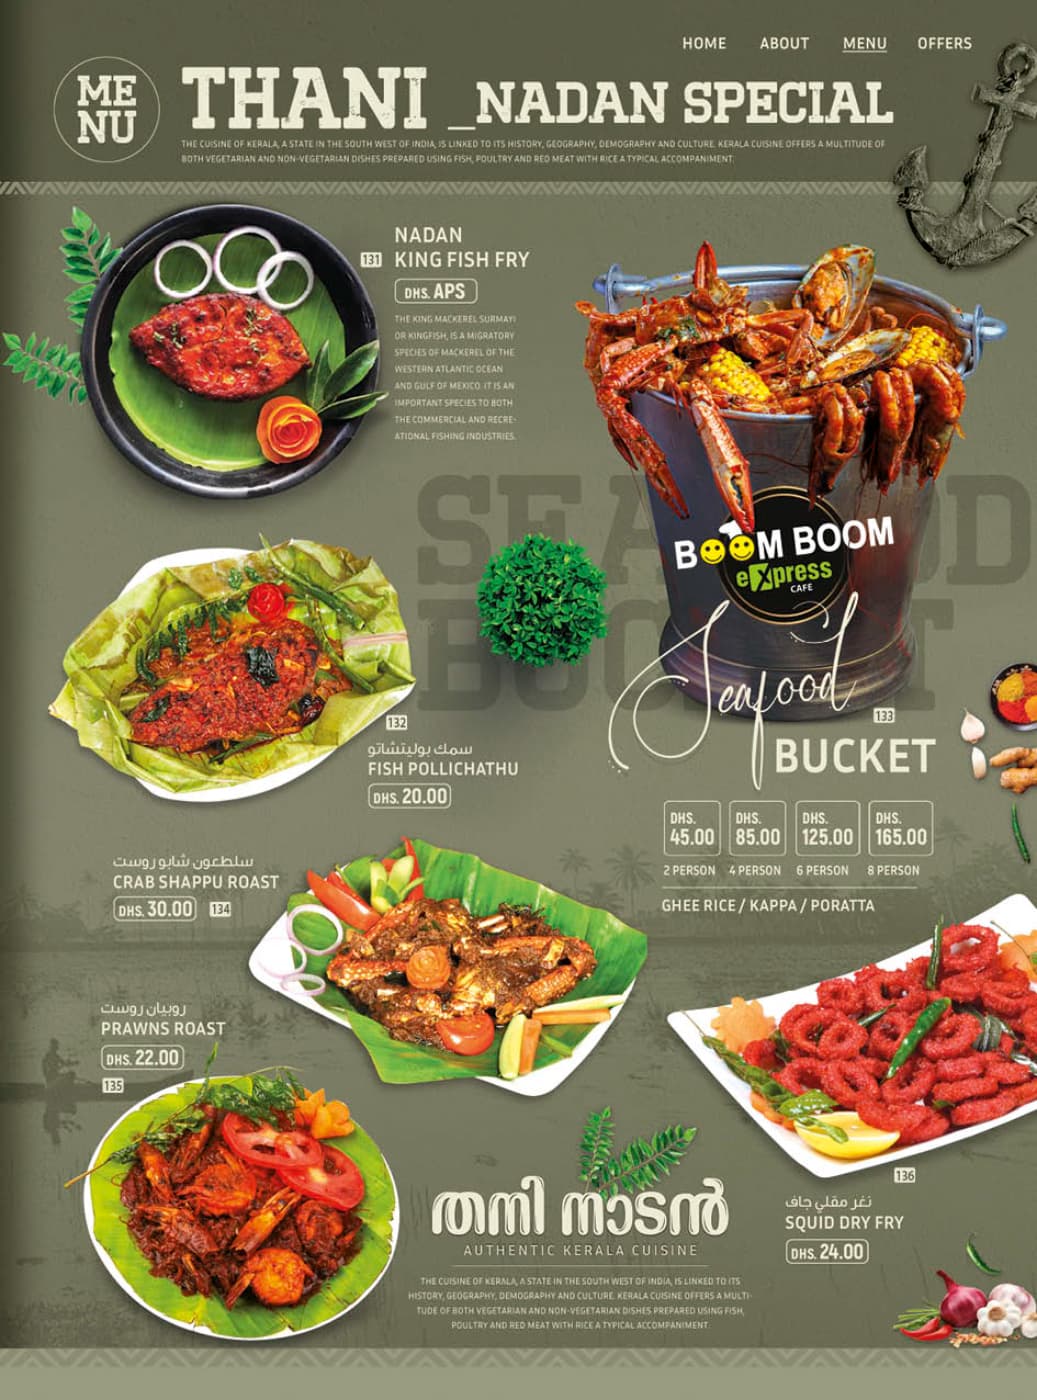 HOME ABOUT MENU OFFERS
ME
NU
THANI _NADAN SPECIAL
THE CUISINE OF KERALA, A STATE IN THE SOUTH WEST OF INDIA, IS LINKED TO ITS HISTORY, GEOGRAPHY, DEMOGRAPHY AND CULTURE. KERALA CUISINE OFFERS A MULTITUDE OF
BOTH VEGETARIAN AND NON-VEGETARIAN DISHES PREPARED USING FISH, POULTRY AND RED MEAT WITH RICE A TYPICAL ACCOMPANIMENT.
NADAN
131 KING FISH FRY
DHS. APS
THE KING MACKEREL SURMAYI
OR KINGFISH, IS A MIGRATORY
SPECIES OF MACKEREL OF THE
WESTERN ATLANTIC OCEAN
AND GULF OF MEXICO. IT IS AN
IMPORTANT SPECIES TO BOTH
THE COMMERCIAL AND RECRE-
ATIONAL FISHING INDUSTRIES.
SEAFOOD
BUCKET
BOOM BOOM
eXpress
CAFE
Seafood
133
BUCKET
DHS. DHS. DHS. DHS.
45.00 85.00 125.00 165.00
2 PERSON 4 PERSON 6 PERSON 8 PERSON
GHEE RICE / KAPPA / PORATTA
132
سمك بوليتشاتو
FISH POLLICHATHU
DHS. 20.00
سلطعون شابو روست
CRAB SHAPPU ROAST
DHS. 30.00 134
روبيان روست
PRAWNS ROAST
DHS. 22.00
135
136
نغر مقلي جاف
SQUID DRY FRY
DHS. 24.00
തനി നാടൻ
AUTHENTIC KERALA CUISINE
THE CUISINE OF KERALA, A STATE IN THE SOUTH WEST OF INDIA, IS LINKED TO ITS
HISTORY, GEOGRAPHY, DEMOGRAPHY AND CULTURE. KERALA CUISINE OFFERS A MULTI-
TUDE OF BOTH VEGETARIAN AND NON-VEGETARIAN DISHES PREPARED USING FISH,
POULTRY AND RED MEAT WITH RICE A TYPICAL ACCOMPANIMENT.